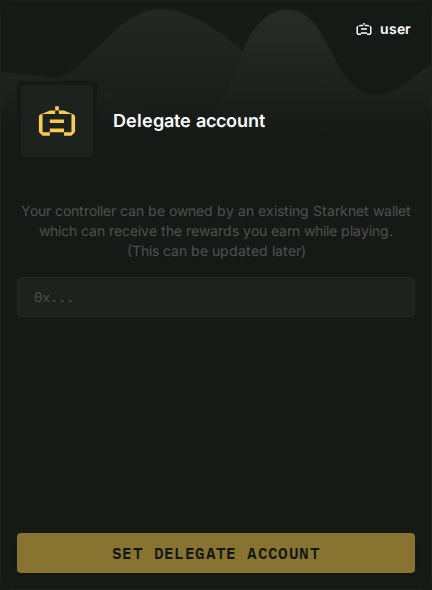 user
Delegate account
Your controller can be owned by an existing Starknet wallet
which can receive the rewards you earn while playing.
(This can be updated later)
0x...
SET DELEGATE ACCOUNT